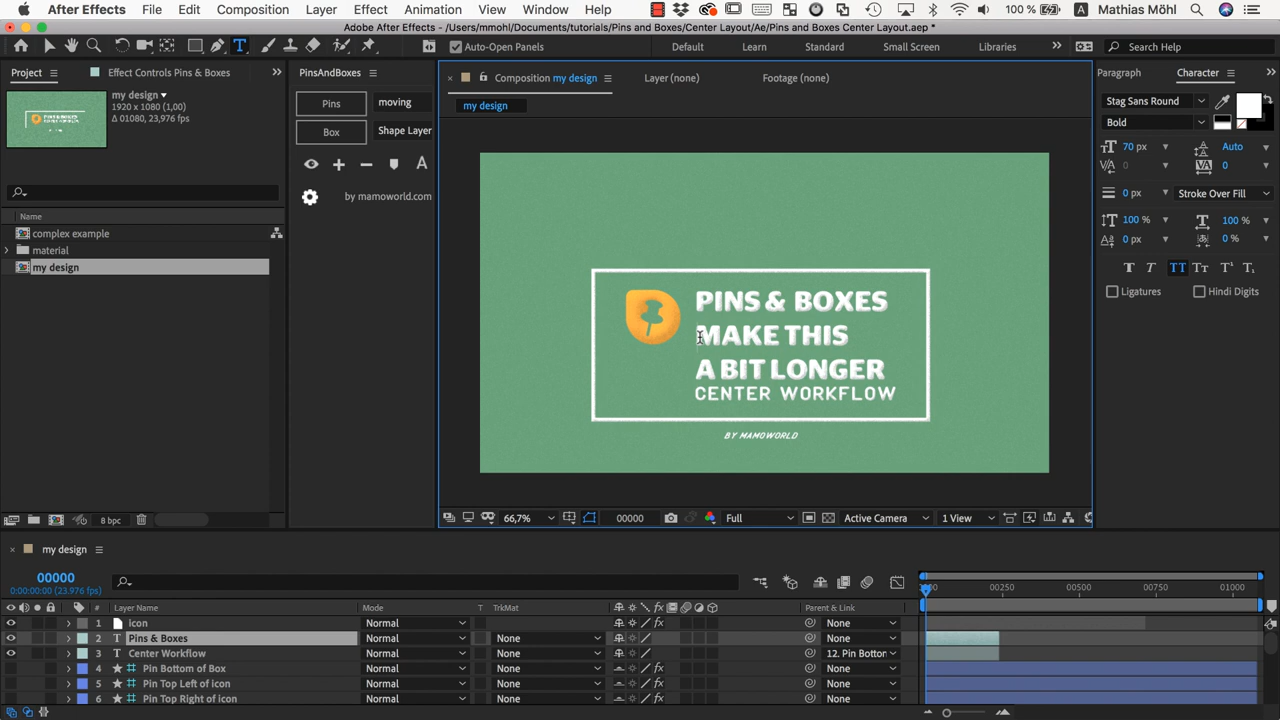 After Effects File Edit Composition Layer Effect Animation View Window Help 100 % A Mathias Möhl
Adobe After Effects - /Users/mmohl/Documents/tutorials/Pins and Boxes/Center Layout/Ae/Pins and Boxes Center Layout.aep *
Auto-Open Panels Default Learn Standard Small Screen Libraries Search Help
Project Effect Controls Pins & Boxes PinsAndBoxes Composition my design Layer (none) Footage (none) Paragraph Character
my design
1920 x 1080 (1,00)
Δ 01080, 23,976 fps)
Pins moving
Box Shape Layer
by mamoworld.com
my design
Stag Sans Round
Bold
70 px Auto
0 0
0 px Stroke Over Fill
100 % 100 %
0 px 0 %
Ligatures Hindi Digits
Name
complex example
material
my design
PINS & BOXES
MAKE THIS
A BIT LONGER
CENTER WORKFLOW
BY MAMOWORLD
8 bpc 66,7% 00000 Full Active Camera 1 View
my design
00000
0:00:00:00 (23.976 fps)
00250 00500 00750 01000
# Layer Name Mode T TrkMat Parent & Link
1 icon Normal None
2 T Pins & Boxes Normal None None
3 T Center Workflow Normal None 12. Pin Bottor
4 Pin Bottom of Box Normal None None
5 Pin Top Left of icon Normal None None
6 Pin Top Right of icon Normal None None